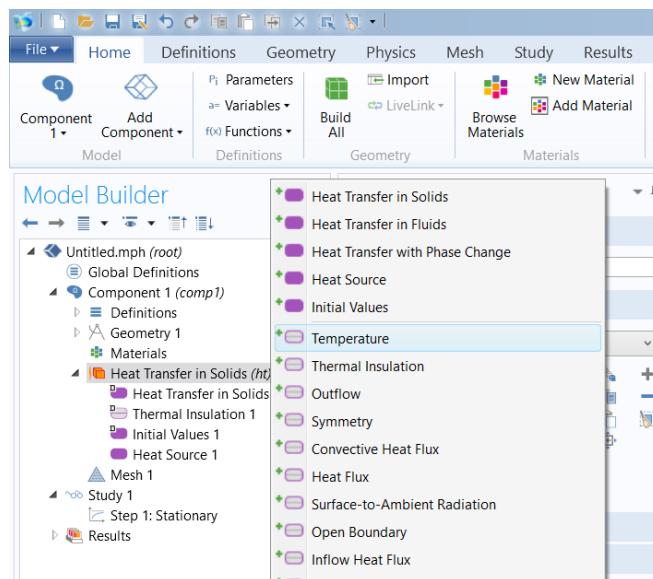 File
Home
Definitions
Geometry
Physics
Mesh
Study
Results
Component
1
Add
Component
Model
Pi Parameters
a= Variables
f(x) Functions
Definitions
Build
All
Import
LiveLink
Geometry
Browse
Materials
New Material
Add Material
Materials
Model Builder
Untitled.mph (root)
Global Definitions
Component 1 (comp1)
Definitions
Geometry 1
Materials
Heat Transfer in Solids (ht)
Heat Transfer in Solids
Thermal Insulation 1
Initial Values 1
Heat Source 1
Mesh 1
Study 1
Step 1: Stationary
Results
Heat Transfer in Solids
Heat Transfer in Fluids
Heat Transfer with Phase Change
Heat Source
Initial Values
Temperature
Thermal Insulation
Outflow
Symmetry
Convective Heat Flux
Heat Flux
Surface-to-Ambient Radiation
Open Boundary
Inflow Heat Flux